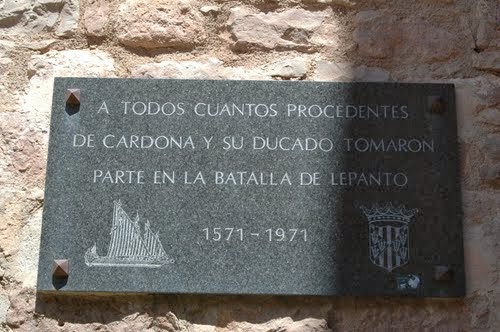 A TODOS CUANTOS PROCEDENTES
DE CARDONA Y SU DUCADO TOMARON
PARTE EN LA BATALLA DE LEPANTO
1571-1971